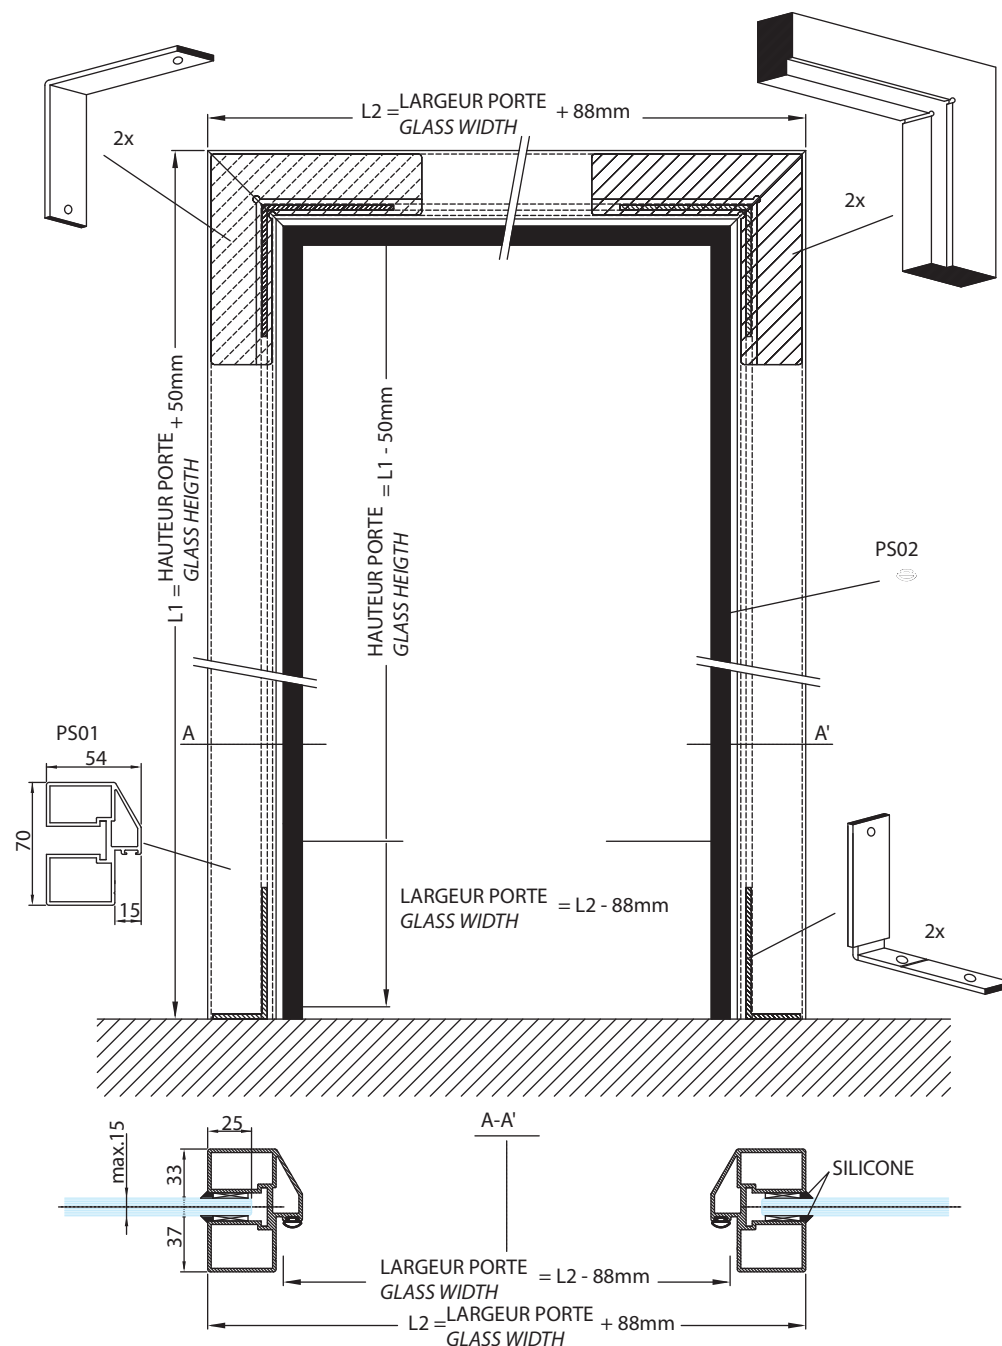 L2 = LARGEUR PORTE + 88mm
GLASS WIDTH
2x
2x
L1 = HAUTEUR PORTE + 50mm
GLASS HEIGTH
HAUTEUR PORTE = L1 - 50mm
GLASS HEIGTH
PS02
A
A'
PS01
54
70
15
LARGEUR PORTE = L2 - 88mm
GLASS WIDTH
2x
A-A'
max.15
25
33
37
SILICONE
LARGEUR PORTE = L2 - 88mm
GLASS WIDTH
L2 = LARGEUR PORTE + 88mm
GLASS WIDTH